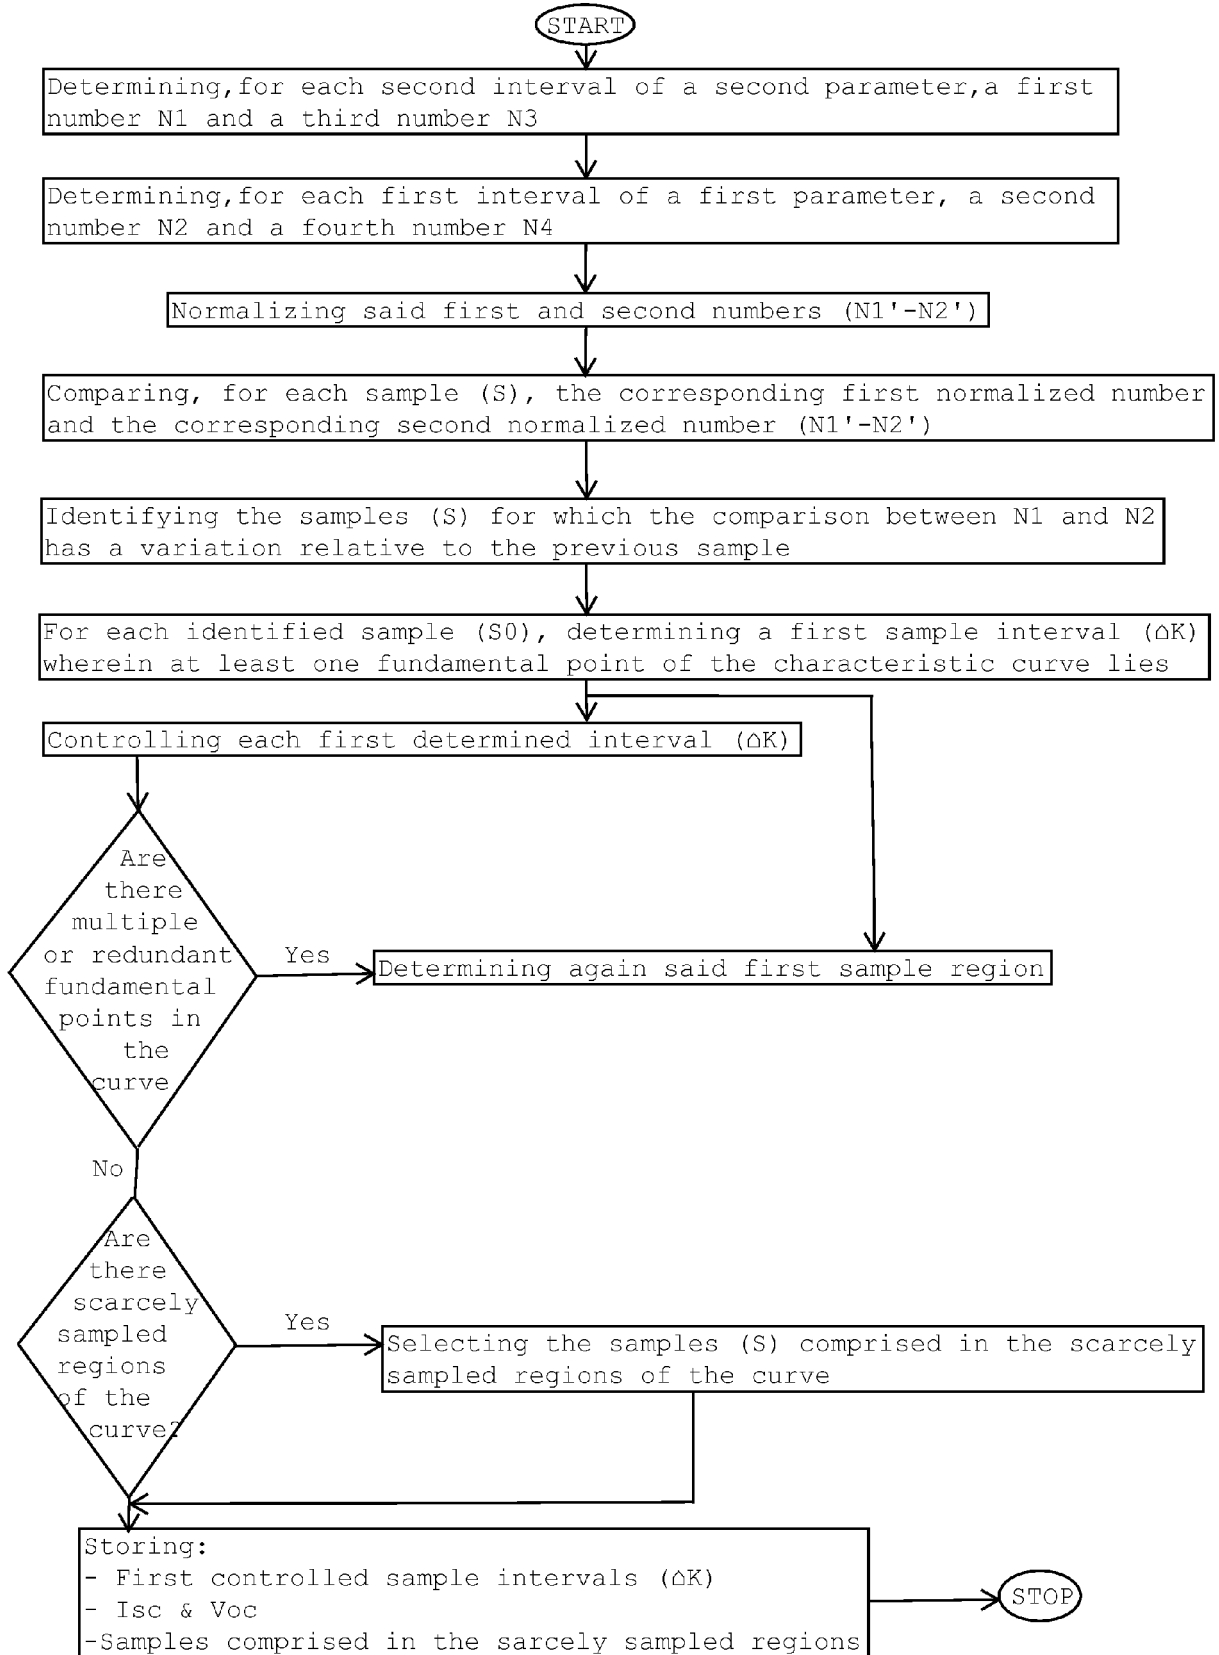 START
Determining,for each second interval of a second parameter,a first
number N1 and a third number N3
Determining,for each first interval of a first parameter, a second
number N2 and a fourth number N4
Normalizing said first and second numbers (N1'-N2')
Comparing, for each sample (S), the corresponding first normalized number
and the corresponding second normalized number (N1'-N2')
Identifying the samples (S) for which the comparison between N1 and N2
has a variation relative to the previous sample
For each identified sample (S0), determining a first sample interval (△K)
wherein at least one fundamental point of the characteristic curve lies
Controlling each first determined interval (△K)
Are
there
multiple
or redundant
fundamental
points in
the
curve
Yes
Determining again said first sample region
No
Are
there
scarcely
sampled
regions
of the
curve?
Yes
Selecting the samples (S) comprised in the scarcely
sampled regions of the curve
Storing:
- First controlled sample intervals (△K)
- Isc & Voc
-Samples comprised in the sarcely sampled regions
STOP